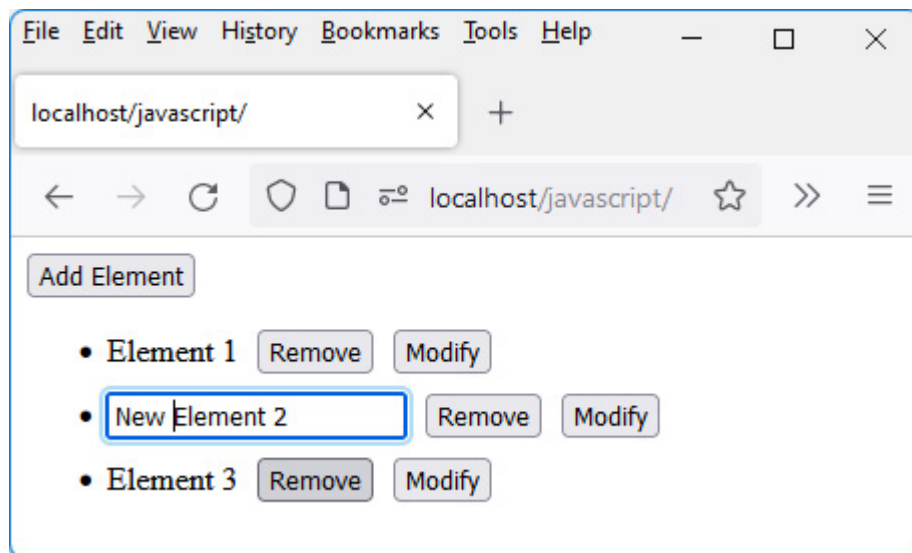 File Edit View History Bookmarks Tools Help
localhost/javascript/
localhost/javascript/
Add Element
• Element 1 Remove Modify
• New Element 2 Remove Modify
• Element 3 Remove Modify